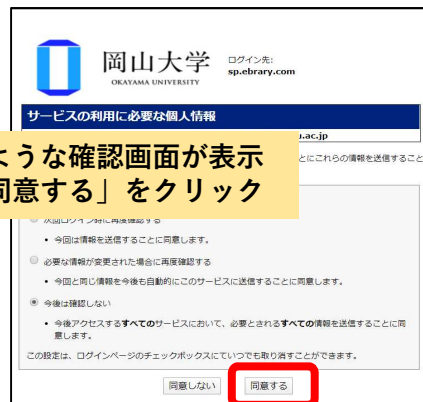 岡山大学
OKAYAMA UNIVERSITY
ログイン先:
sp.ebrary.com
サービスの利用に必要な個人情報
.ac.jp
ような確認画面が表示
とにこれらの情報を送信すること
同意する」をクリック
次回ログイン時に再度確認する
• 今回は情報を送信することに同意します。
必要な情報が変更された場合に再度確認する
• 今回と同じ情報を今後も自動的にこのサービスに送信することに同意します。
今後は確認しない
• 今後アクセスするすべてのサービスにおいて、必要とされるすべての情報を送信することに同
意します。
この設定は、ログインページのチェックボックスにていつでも取り消すことができます。
同意しない
同意する